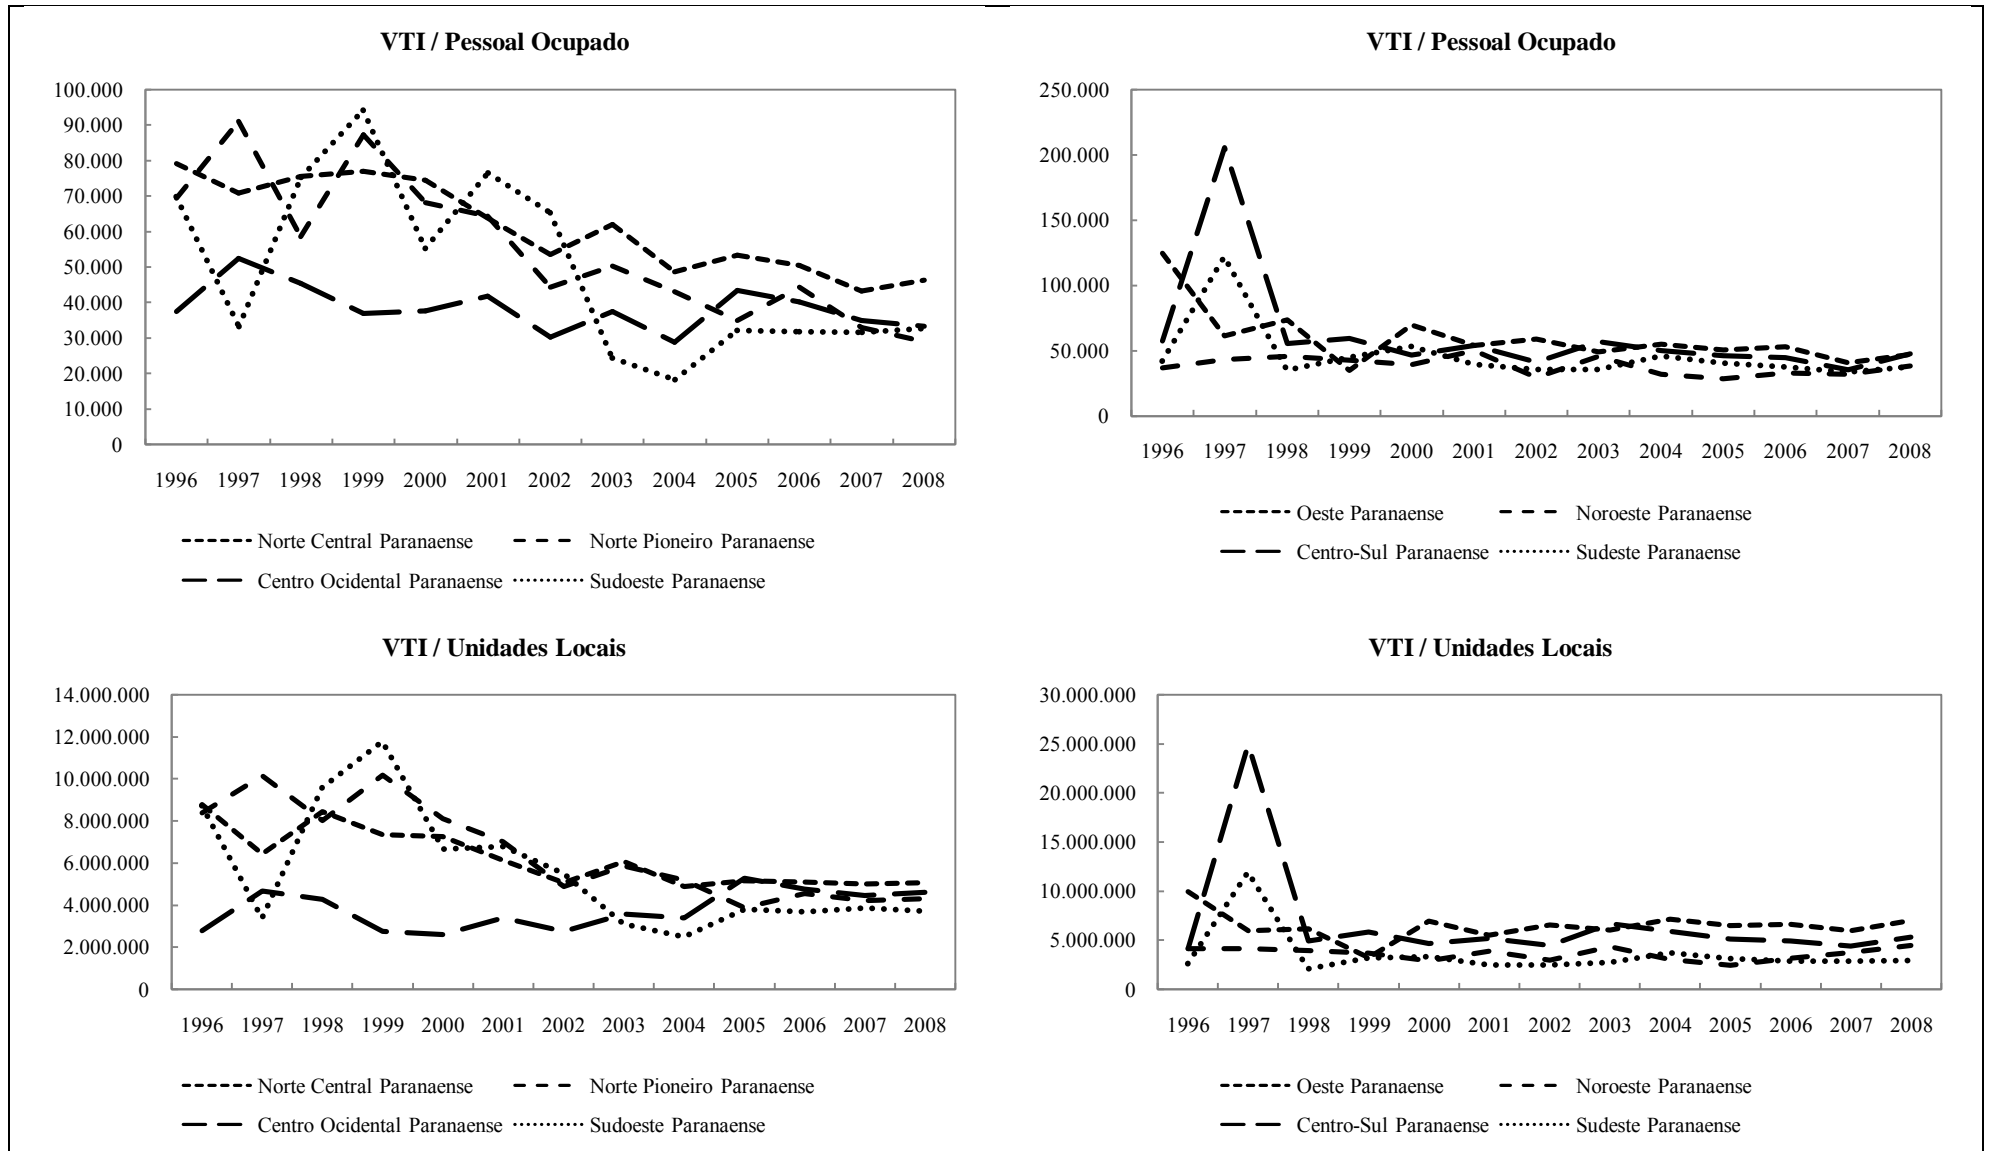 VTI / Pessoal Ocupado
100.000
90.000
80.000
70.000
60.000
50.000
40.000
30.000
20.000
10.000
0
1996 1997 1998 1999 2000 2001 2002 2003 2004 2005 2006 2007 2008
Norte Central Paranaense Norte Pioneiro Paranaense
Centro Ocidental Paranaense Sudoeste Paranaense
VTI / Pessoal Ocupado
250.000
200.000
150.000
100.000
50.000
0
1996 1997 1998 1999 2000 2001 2002 2003 2004 2005 2006 2007 2008
Oeste Paranaense Noroeste Paranaense
Centro-Sul Paranaense Sudeste Paranaense
VTI / Unidades Locais
14.000.000
12.000.000
10.000.000
8.000.000
6.000.000
4.000.000
2.000.000
0
1996 1997 1998 1999 2000 2001 2002 2003 2004 2005 2006 2007 2008
Norte Central Paranaense Norte Pioneiro Paranaense
Centro Ocidental Paranaense Sudoeste Paranaense
VTI / Unidades Locais
30.000.000
25.000.000
20.000.000
15.000.000
10.000.000
5.000.000
0
1996 1997 1998 1999 2000 2001 2002 2003 2004 2005 2006 2007 2008
Oeste Paranaense Noroeste Paranaense
Centro-Sul Paranaense Sudeste Paranaense